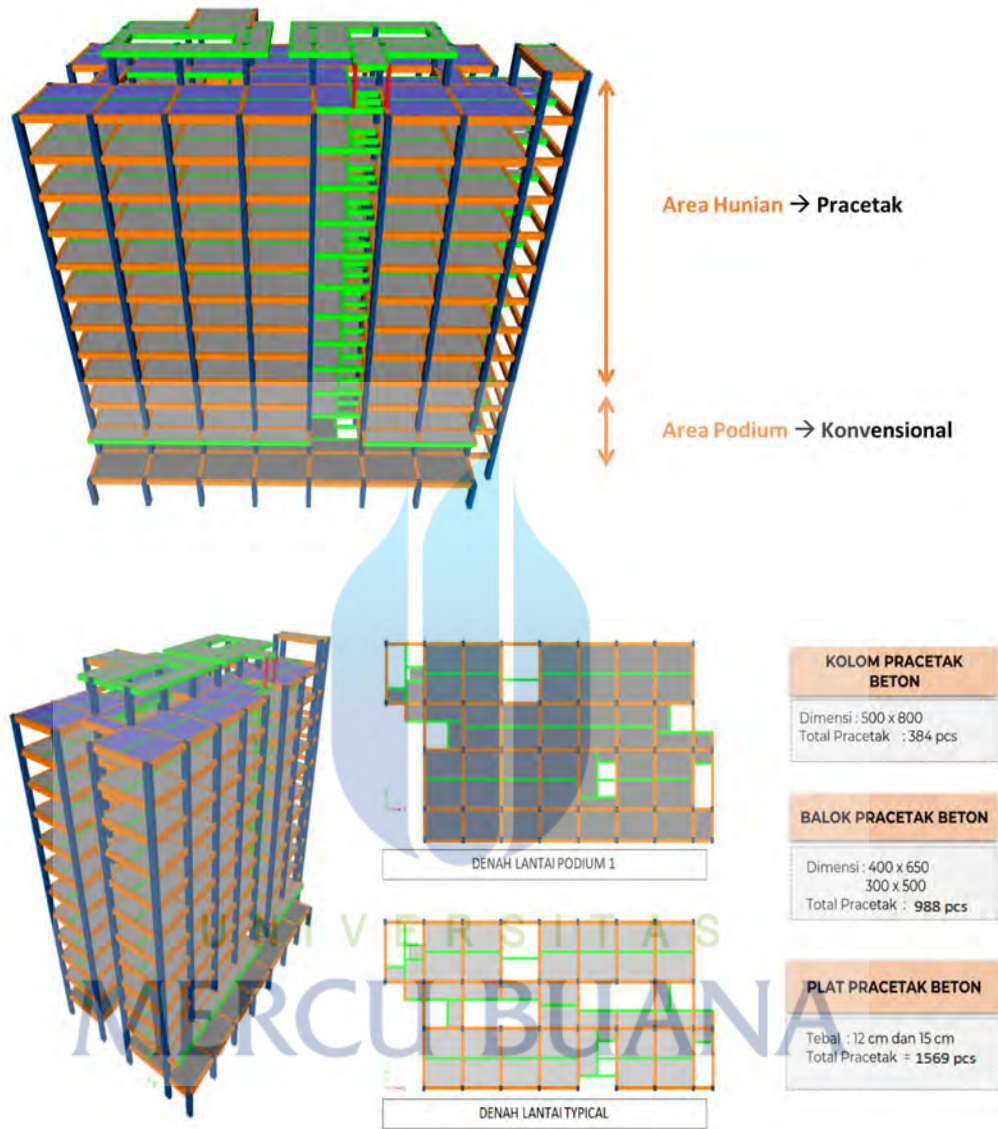 Area Hunian → Pracetak
Area Podium → Konvensional
KOLOM PRACETAK
BETON
Dimensi : 500 x 800
Total Pracetak : 384 pcs
DENAH LANTAI PODIUM 1
BALOK PRACETAK BETON
Dimensi : 400 x 650
300 x 500
Total Pracetak : 988 pcs
UNIVERSITAS
MERCU BUANA
PLAT PRACETAK BETON
Tebal : 12 cm dan 15 cm
Total Pracetak = 1569 pcs
DENAH LANTAI TYPICAL